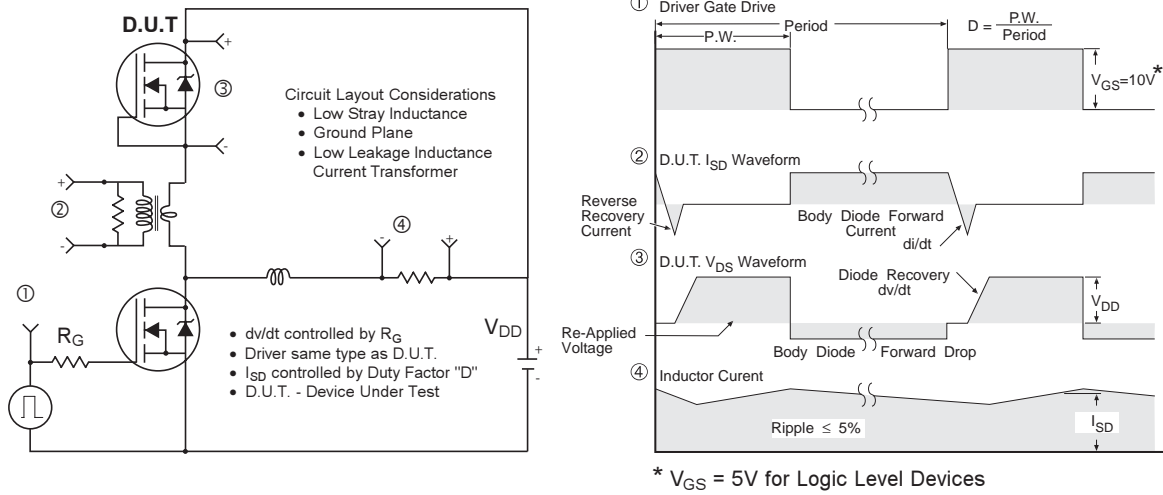 D.U.T
+
③
-
Circuit Layout Considerations
• Low Stray Inductance
• Ground Plane
• Low Leakage Inductance
Current Transformer
+
②
-
④
-
+
①
RG
VDD
+
-
• dv/dt controlled by RG
• Driver same type as D.U.T.
• ISD controlled by Duty Factor "D"
• D.U.T. - Device Under Test
① Driver Gate Drive
P.W.
Period
D = P.W.
Period
VGS=10V*
② D.U.T. ISD Waveform
Reverse
Recovery
Current
Body Diode Forward
Current
di/dt
③ D.U.T. VDS Waveform
Diode Recovery
dv/dt
VDD
Re-Applied
Voltage
Body Diode Forward Drop
④ Inductor Curent
Ripple ≤ 5%
ISD
* VGS = 5V for Logic Level Devices